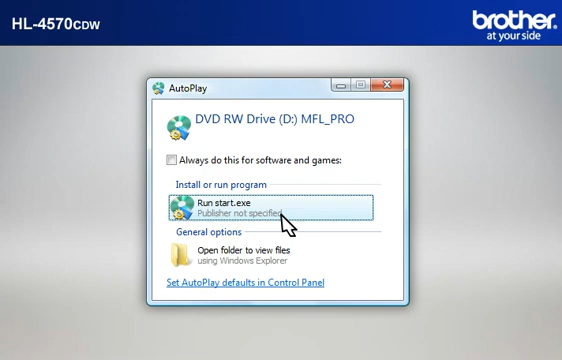 HL-4570CDW
brother
at your side
AutoPlay
DVD RW Drive (D:) MFL_PRO
Always do this for software and games:
Install or run program
Run start.exe
Publisher not specified
General options
Open folder to view files
using Windows Explorer
Set AutoPlay defaults in Control Panel